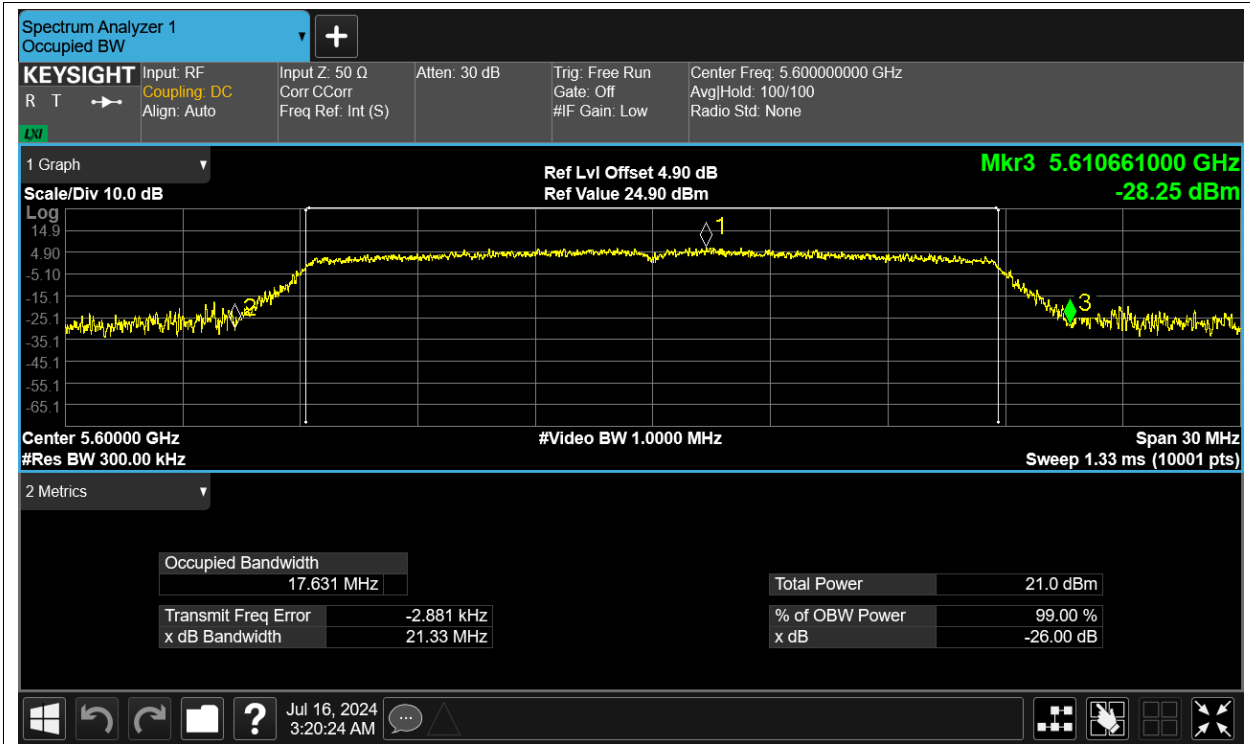 Spectrum Analyzer 1
Occupied BW
KEYSIGHT
R T
LXI
Input: RF
Coupling: DC
Align: Auto
Input Z: 50 Ω
Corr CCorr
Freq Ref: Int (S)
Atten: 30 dB
Trig: Free Run
Gate: Off
#IF Gain: Low
Center Freq: 5.600000000 GHz
Avg|Hold: 100/100
Radio Std: None
1 Graph
Scale/Div 10.0 dB
Ref Lvl Offset 4.90 dB
Ref Value 24.90 dBm
Mkr3 5.610661000 GHz
-28.25 dBm
Log
14.9
4.90
-5.10
-15.1
-25.1
-35.1
-45.1
-55.1
-65.1
1
2
3
Center 5.60000 GHz
#Res BW 300.00 kHz
#Video BW 1.0000 MHz
Span 30 MHz
Sweep 1.33 ms (10001 pts)
2 Metrics
Occupied Bandwidth
17.631 MHz
Transmit Freq Error -2.881 kHz
x dB Bandwidth 21.33 MHz
Total Power 21.0 dBm
% of OBW Power 99.00 %
x dB -26.00 dB
?
Jul 16, 2024
3:20:24 AM